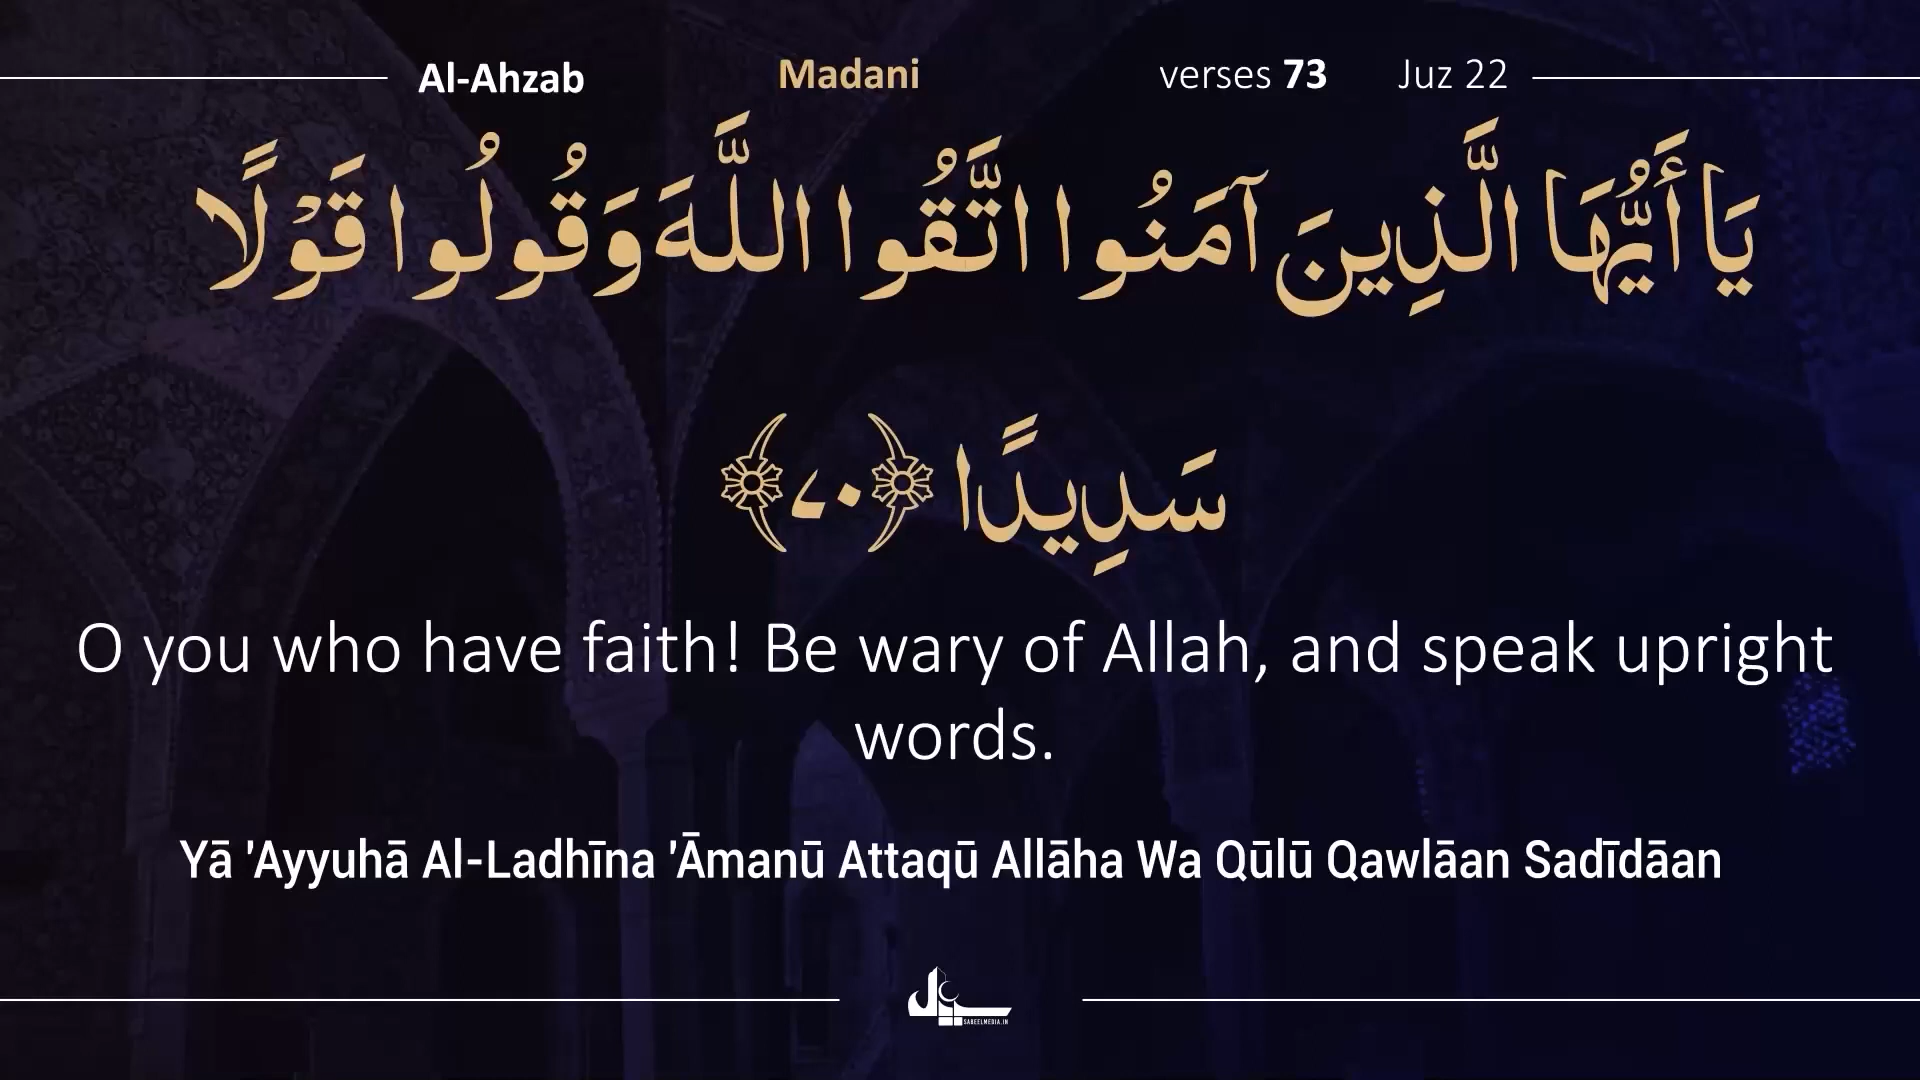 Al-Ahzab Madani verses 73 Juz 22
يَا أَيُّهَا الَّذِينَ آمَنُوا اتَّقُوا اللَّهَ وَقُولُوا قَوْلًا
سَدِيدًا ﴿٧٠﴾
O you who have faith! Be wary of Allah, and speak upright
words.
Yā 'Ayyuhā Al-Ladhīna 'Āmanū Attaqū Allāha Wa Qūlū Qawlāan Sadīdāan
SABEELMEDIA.IN